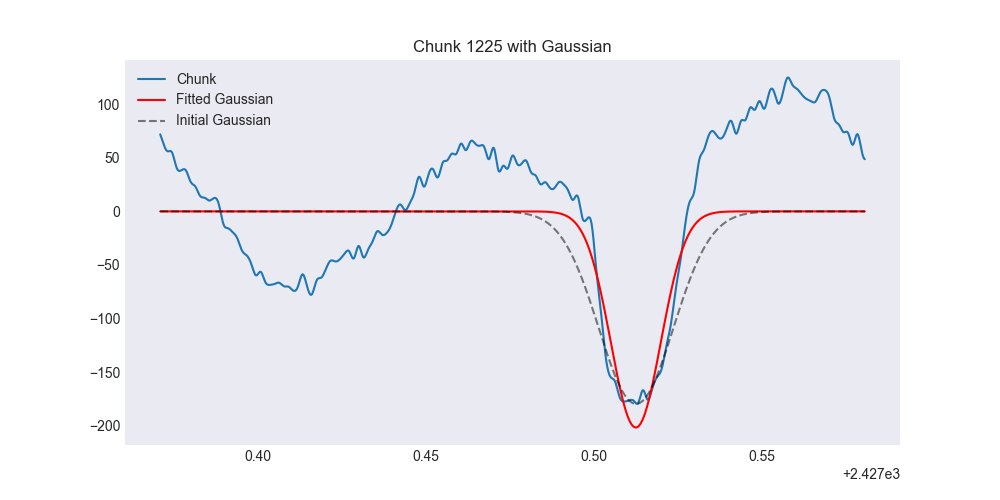 Chunk 1225 with Gaussian
Chunk
Fitted Gaussian
Initial Gaussian
100
50
0
−50
−100
−150
−200
0.40 0.45 0.50 0.55
+2.427e3